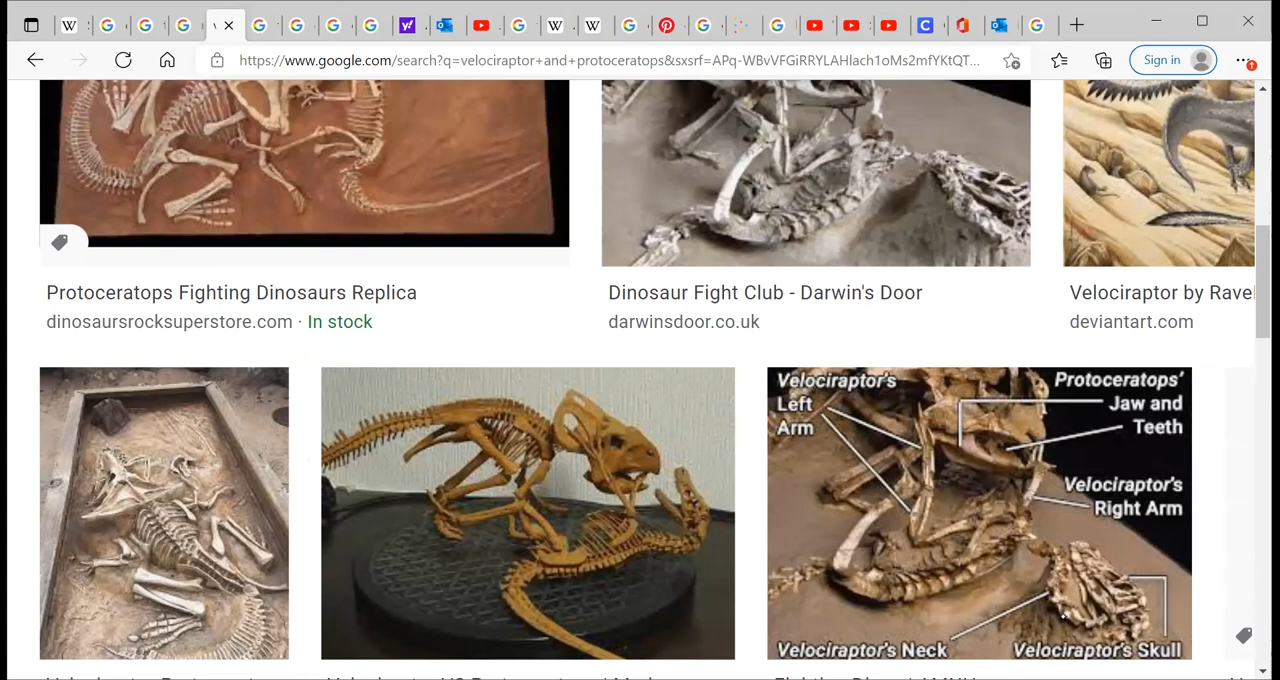 https://www.google.com/search?q=velociraptor+and+protoceratops&sxsrf=APq-WBvVFGiRRYLAHlach1oMs2mfYKtQT...
Sign in
Protoceratops Fighting Dinosaurs Replica
dinosaursrocksuperstore.com · In stock
Dinosaur Fight Club - Darwin's Door
darwinsdoor.co.uk
Velociraptor by Rave
deviantart.com
Velociraptor's
Left
Arm
Protoceratops'
Jaw and
Teeth
Velociraptor's
Right Arm
Velociraptor's Neck
Velociraptor's Skull